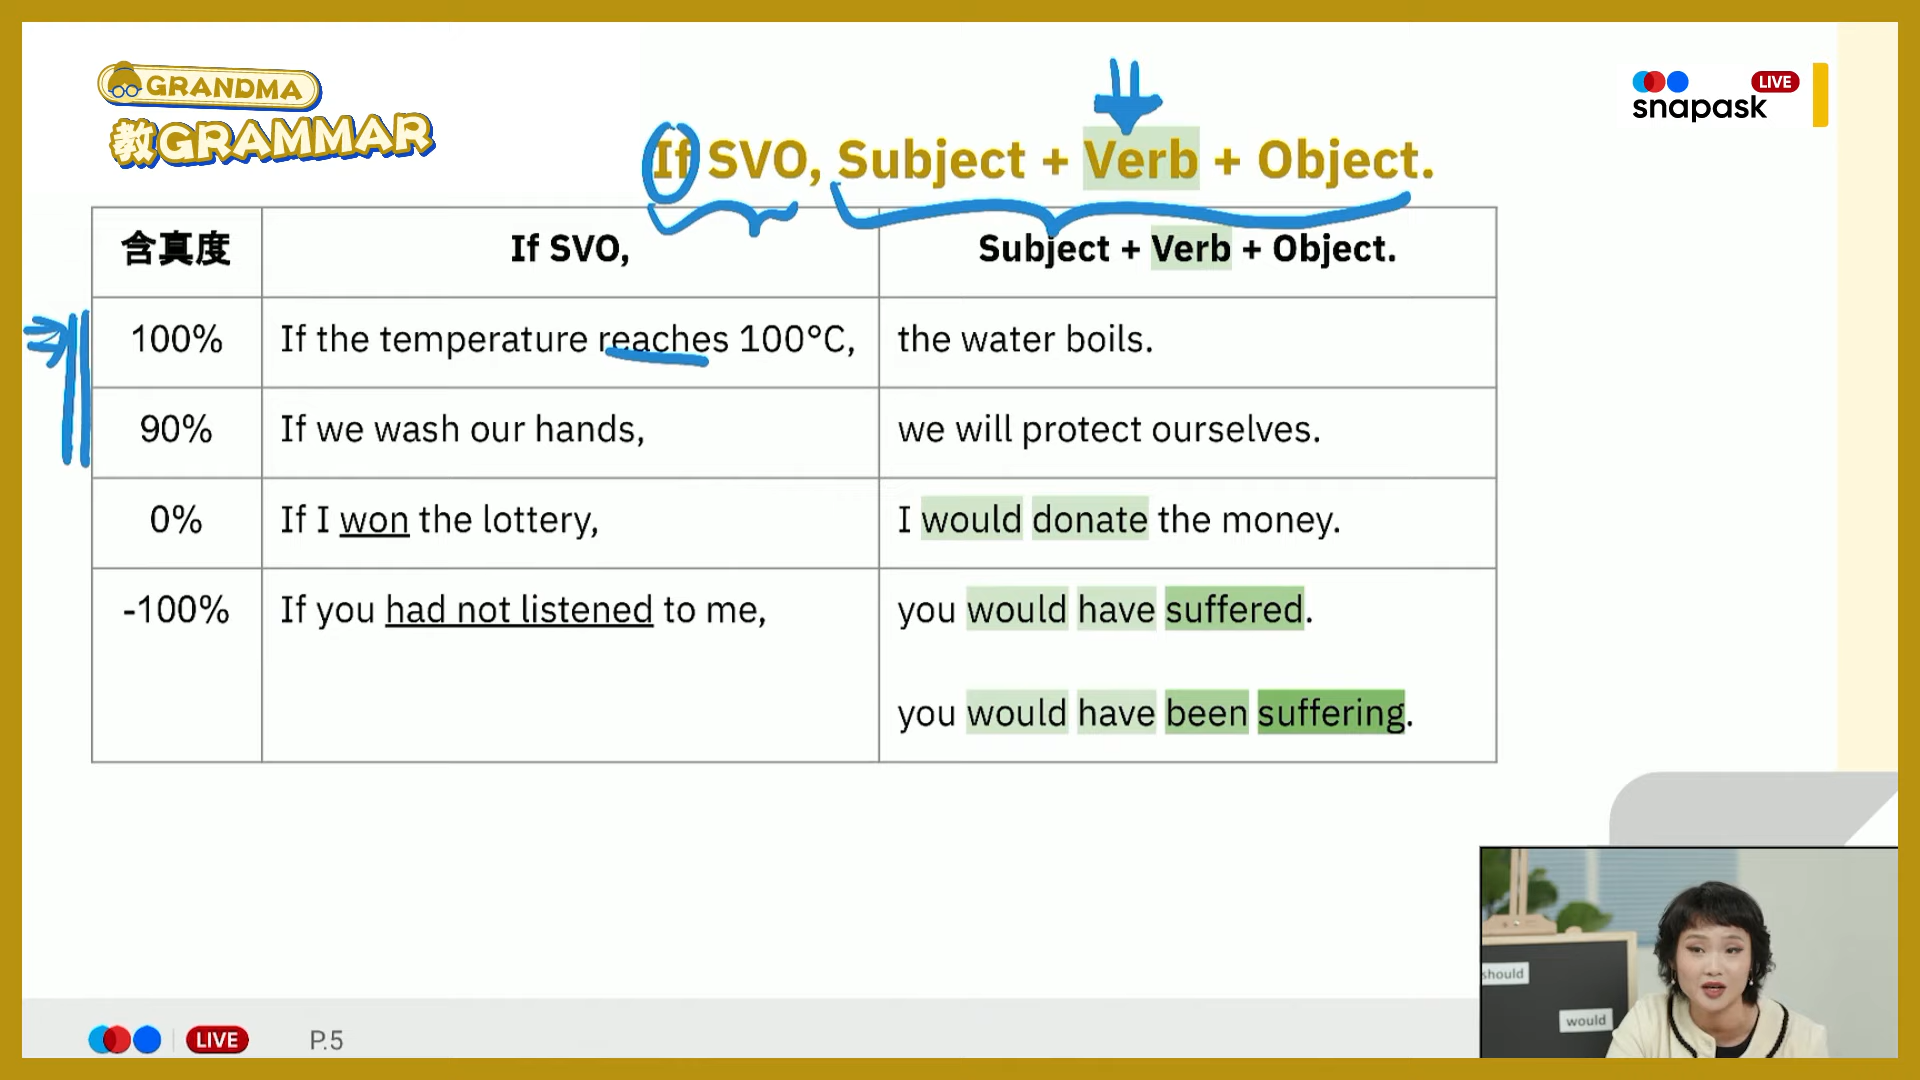 GRANDMA
教GRAMMAR
LIVE
snapask
If SVO, Subject + Verb + Object.
含真度 If SVO, Subject + Verb + Object.
100% If the temperature reaches 100°C, the water boils.
90% If we wash our hands, we will protect ourselves.
0% If I won the lottery, I would donate the money.
-100% If you had not listened to me, you would have suffered.
you would have been suffering.
should
would
LIVE P.5